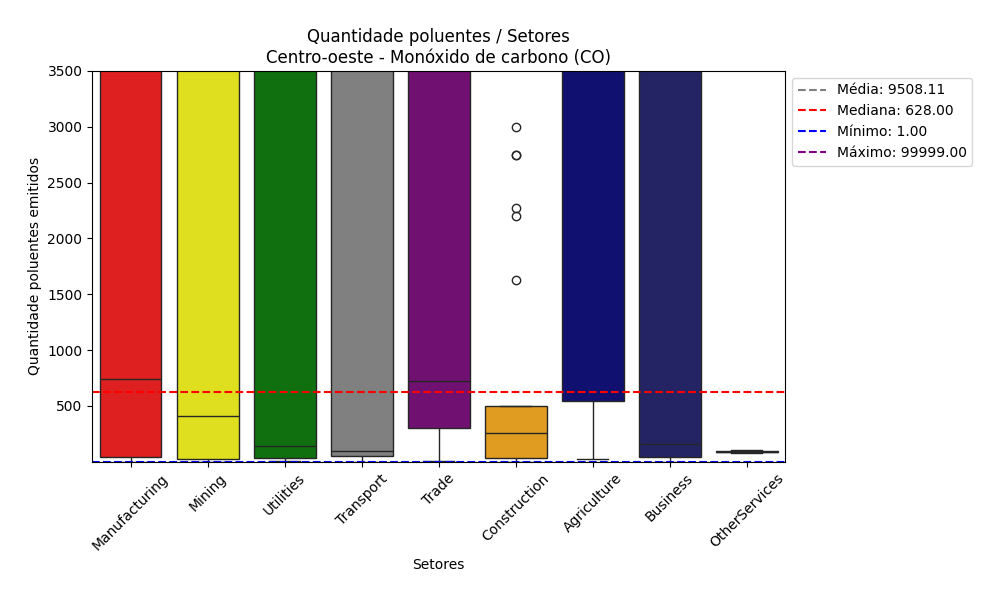 Quantidade poluentes / Setores
Centro-oeste - Monóxido de carbono (CO)
Quantidade poluentes emitidos
3500
3000
2500
2000
1500
1000
500
Manufacturing
Mining
Utilities
Transport
Trade
Construction
Agriculture
Business
OtherServices
Setores
Média: 9508.11
Mediana: 628.00
Mínimo: 1.00
Máximo: 99999.00